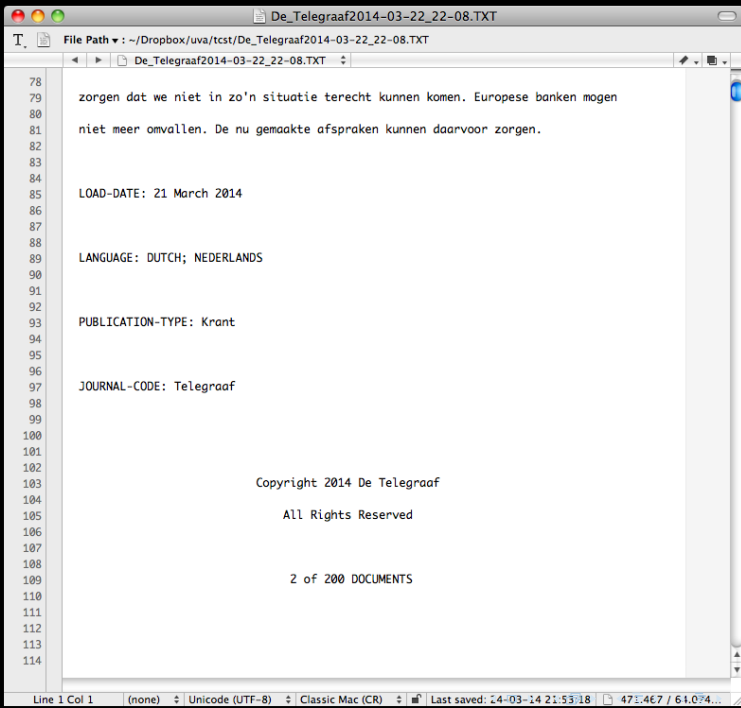 De_Telegraaf2014-03-22_22-08.TXT
File Path ▾ : ~/Dropbox/uva/tcst/De_Telegraaf2014-03-22_22-08.TXT
De_Telegraaf2014-03-22_22-08.TXT
78
79 zorgen dat we niet in zo'n situatie terecht kunnen komen. Europese banken mogen
80
81 niet meer omvallen. De nu gemaakte afspraken kunnen daarvoor zorgen.
82
83
84
85 LOAD-DATE: 21 March 2014
86
87
88
89 LANGUAGE: DUTCH; NEDERLANDS
90
91
92
93 PUBLICATION-TYPE: Krant
94
95
96
97 JOURNAL-CODE: Telegraaf
98
99
100
101
102
103 Copyright 2014 De Telegraaf
104
105 All Rights Reserved
106
107
108
109 2 of 200 DOCUMENTS
110
111
112
113
114
Line 1 Col 1 (none) Unicode (UTF-8) Classic Mac (CR) Last saved: 24-03-14 21:53:18